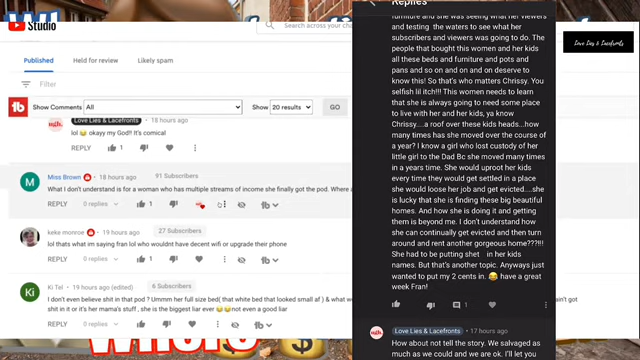 Studio
Search across your cha
Published
Held for review
Likely spam
Filter
Show Comments
All
Show
20 results
GO
Love Lies & Lacefronts
18 hours ago
lol 😂 okayy my God!! It's comical
REPLY
1
Miss Brown
18 hours ago
91 Subscribers
What I don't understand is for a woman who has multiple streams of income she finally got the pod. Where
REPLY
0 replies
1
keke monroe
19 hours ago
27 Subscribers
lol thats what im saying fran lol who wouldnt have decent wifi or upgrade their phone
REPLY
0 replies
1
Ki
Ki Tel
19 hours ago (edited)
6 Subscribers
I don't even believe shit in that pod ? Ummm her full size bed( that white bed that looked small af ) & what
ain't got
shit in it or it's her mama's stuff , she is the biggest liar ever 😂😂not even a good liar
REPLY
0 replies
1
Replies
furniture and she was seeing what her viewers
and testing the waters to see what her
subscribers and viewers was going to do. The
people that bought this women and her kids
all these beds and furniture and pots and
pans and so on and on and on deserve to
know this! So that's who matters Chrissy. You
selfish lil itch!!! This women needs to learn
that she is always going to need some place
to live with her and her kids, ya know
Chrissy....a roof over these kids heads...how
many times has she moved over the course of
a year? I know a girl who lost custody of her
little girl to the Dad Bc she moved many times
in a years time. She would uproot her kids
every time they would get settled in a place
she would loose her job and get evicted....she
is lucky that she is finding these big beautiful
homes. And how she is doing it and getting
them is beyond me. I don't understand how
she can continually get evicted and then turn
around and rent another gorgeous home???!!!
She had to be putting shet in her kids
names. But that's another topic. Anyways just
wanted to put my 2 cents in. 😂 have a great
week Fran!
1
Love Lies & Lacefronts
17 hours ago
How about not tell the story. We salvaged as
much as we could and we are ok. I'll let you
Love Lies & Lacefronts